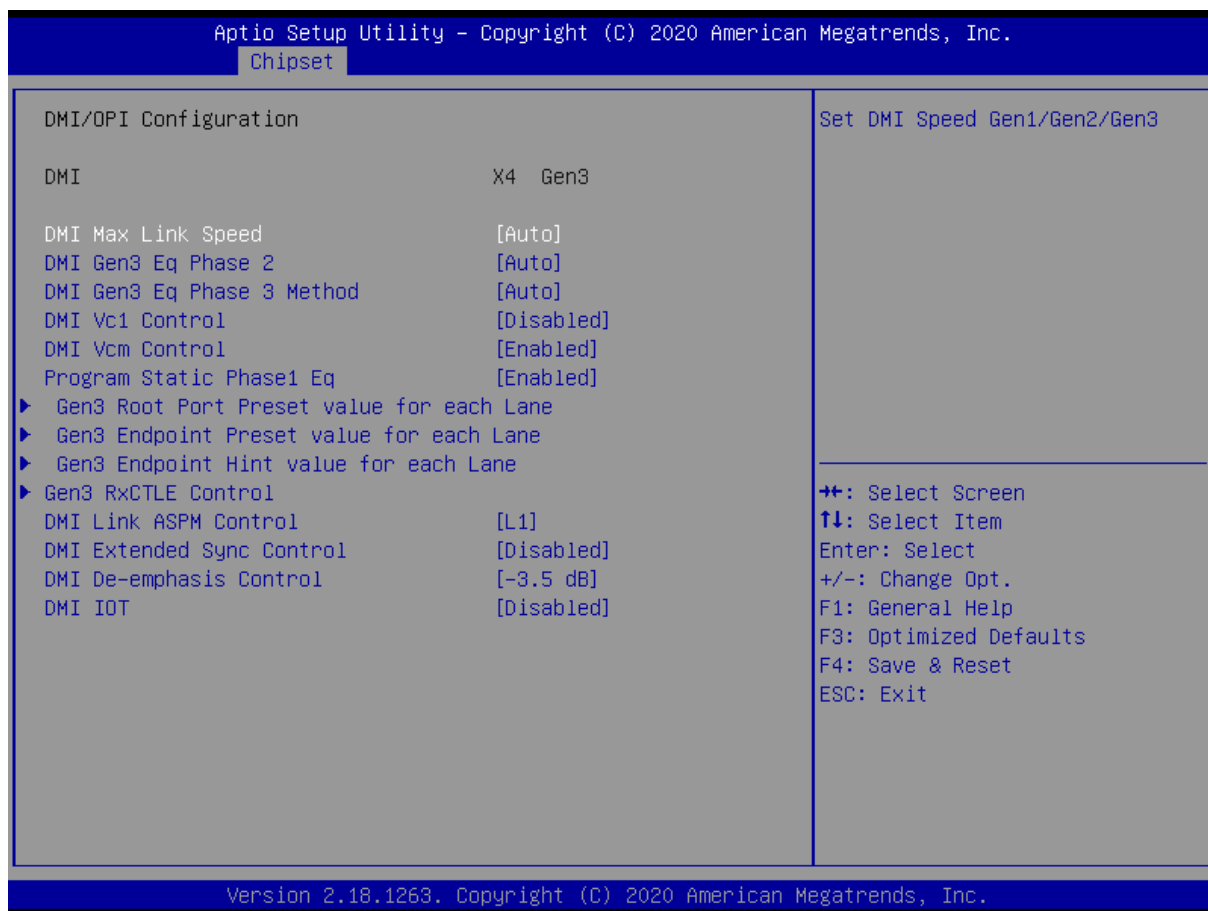 Aptio Setup Utility – Copyright (C) 2020 American Megatrends, Inc.
Chipset
DMI/OPI Configuration
DMI X4 Gen3
DMI Max Link Speed [Auto]
DMI Gen3 Eq Phase 2 [Auto]
DMI Gen3 Eq Phase 3 Method [Auto]
DMI Vc1 Control [Disabled]
DMI Vcm Control [Enabled]
Program Static Phase1 Eq [Enabled]
▶ Gen3 Root Port Preset value for each Lane
▶ Gen3 Endpoint Preset value for each Lane
▶ Gen3 Endpoint Hint value for each Lane
▶ Gen3 RxCTLE Control
DMI Link ASPM Control [L1]
DMI Extended Sync Control [Disabled]
DMI De-emphasis Control [-3.5 dB]
DMI IOT [Disabled]
Set DMI Speed Gen1/Gen2/Gen3
→←: Select Screen
↑↓: Select Item
Enter: Select
+/-: Change Opt.
F1: General Help
F3: Optimized Defaults
F4: Save & Reset
ESC: Exit
Version 2.18.1263. Copyright (C) 2020 American Megatrends, Inc.